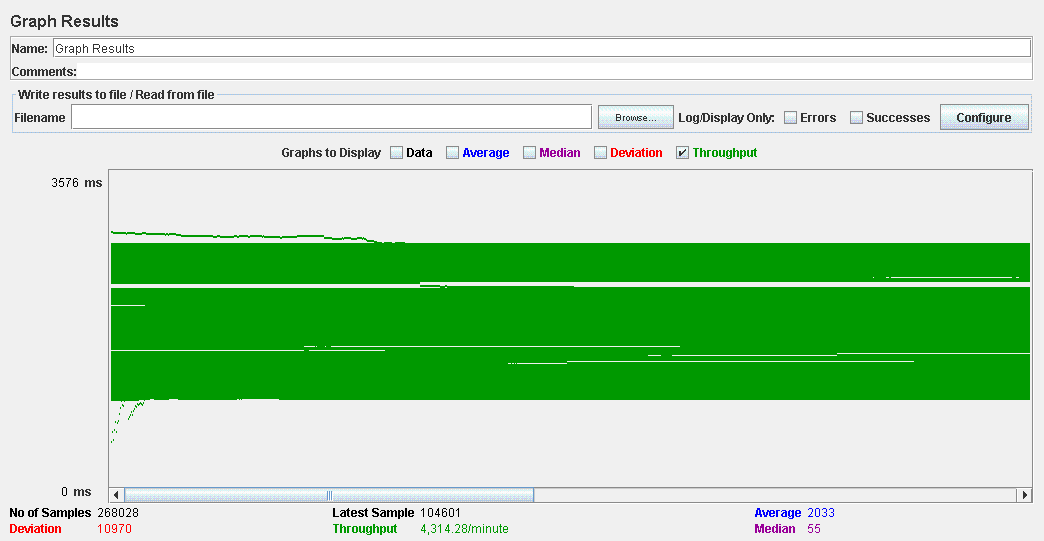 Graph Results
Name: Graph Results
Comments:
Write results to file / Read from file
Filename Browse... Log/Display Only: Errors Successes Configure
Graphs to Display Data Average Median Deviation Throughput
3576 ms
0 ms
No of Samples 268028 Latest Sample 104601 Average 2033
Deviation 10970 Throughput 4,314.28/minute Median 55